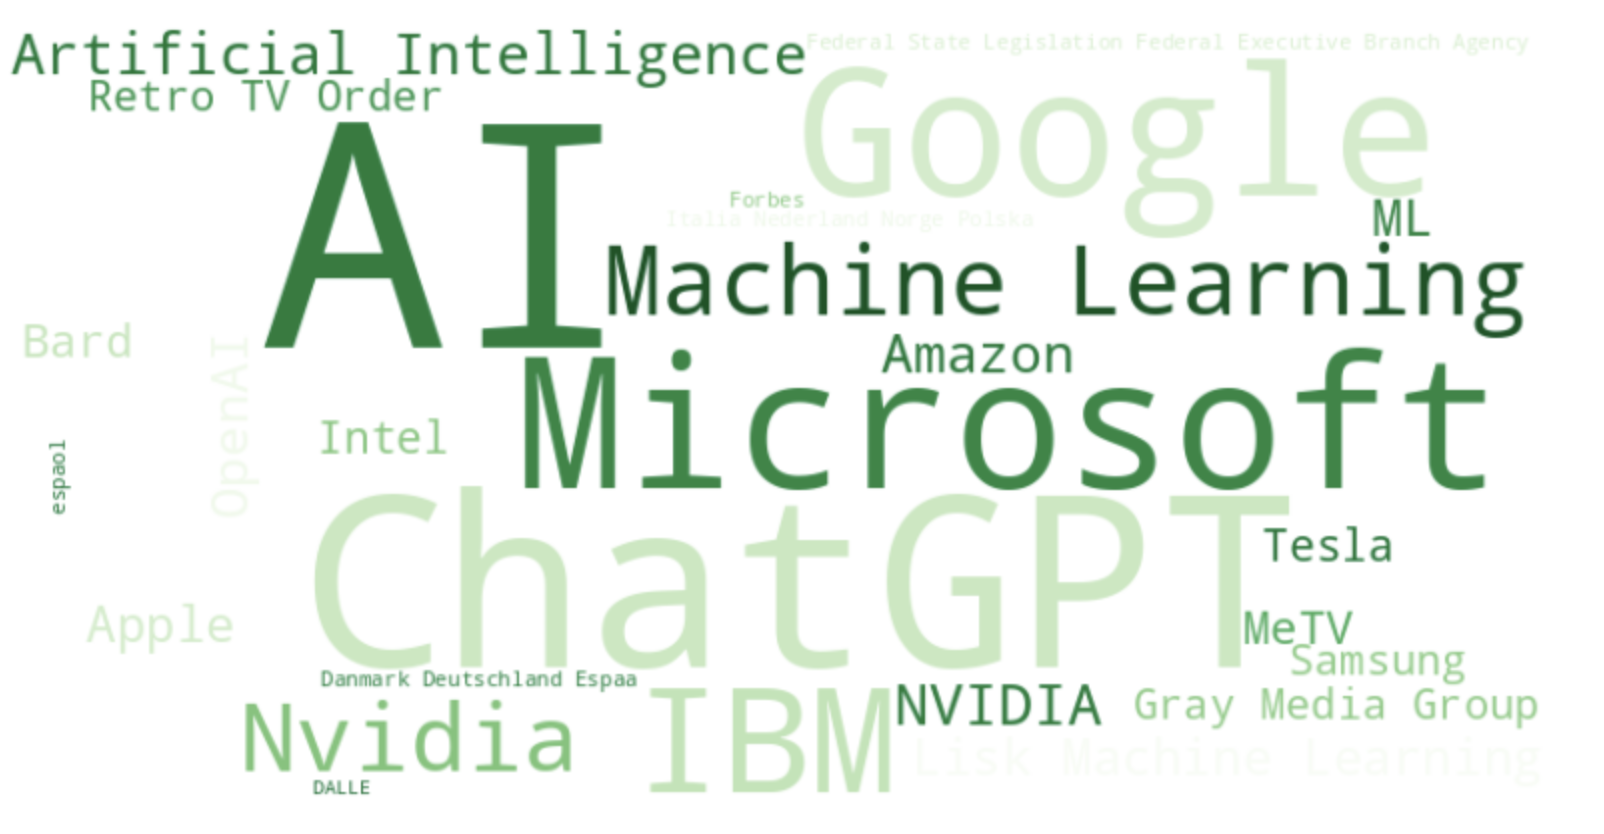 Artificial Intelligence
Federal State Legislation Federal Executive Branch Agency
Retro TV Order
Google
AI
Forbes
Italia Nederland Norge Polska
ML
Machine Learning
Bard
OpenAI
Amazon
Microsoft
Intel
espaol
ChatGPT
Tesla
Apple
MeTV
Samsung
Danmark Deutschland Espaa
Nvidia
IBM
NVIDIA
Gray Media Group
Lisk Machine Learning
DALLE